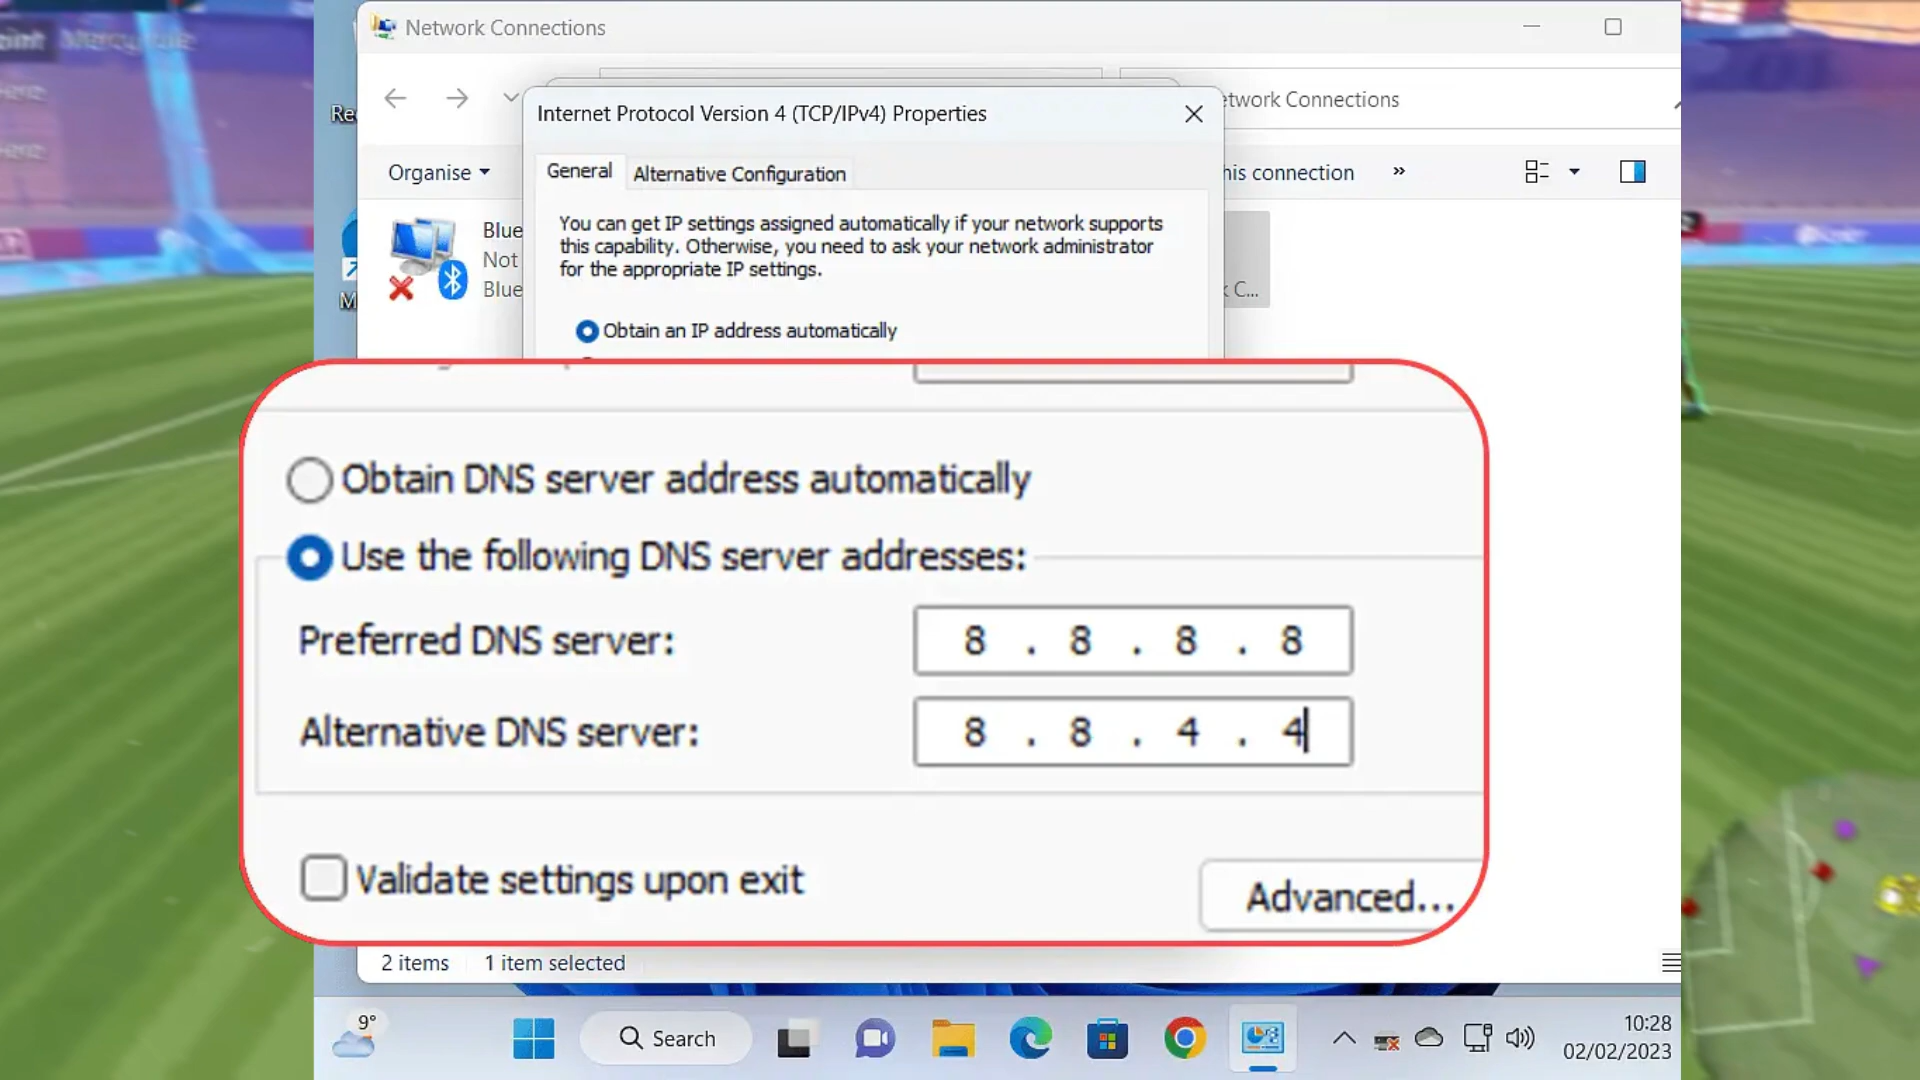 Network Connections
Internet Protocol Version 4 (TCP/IPv4) Properties
twork Connections
General
Alternative Configuration
Organise
his connection
»
You can get IP settings assigned automatically if your network supports
this capability. Otherwise, you need to ask your network administrator
for the appropriate IP settings.
Blue
Not
Blue
C...
Obtain an IP address automatically
Obtain DNS server address automatically
Use the following DNS server addresses:
Preferred DNS server:
8 . 8 . 8 . 8
Alternative DNS server:
8 . 8 . 4 . 4
Validate settings upon exit
Advanced...
2 items
1 item selected
9°
Search
10:28
02/02/2023